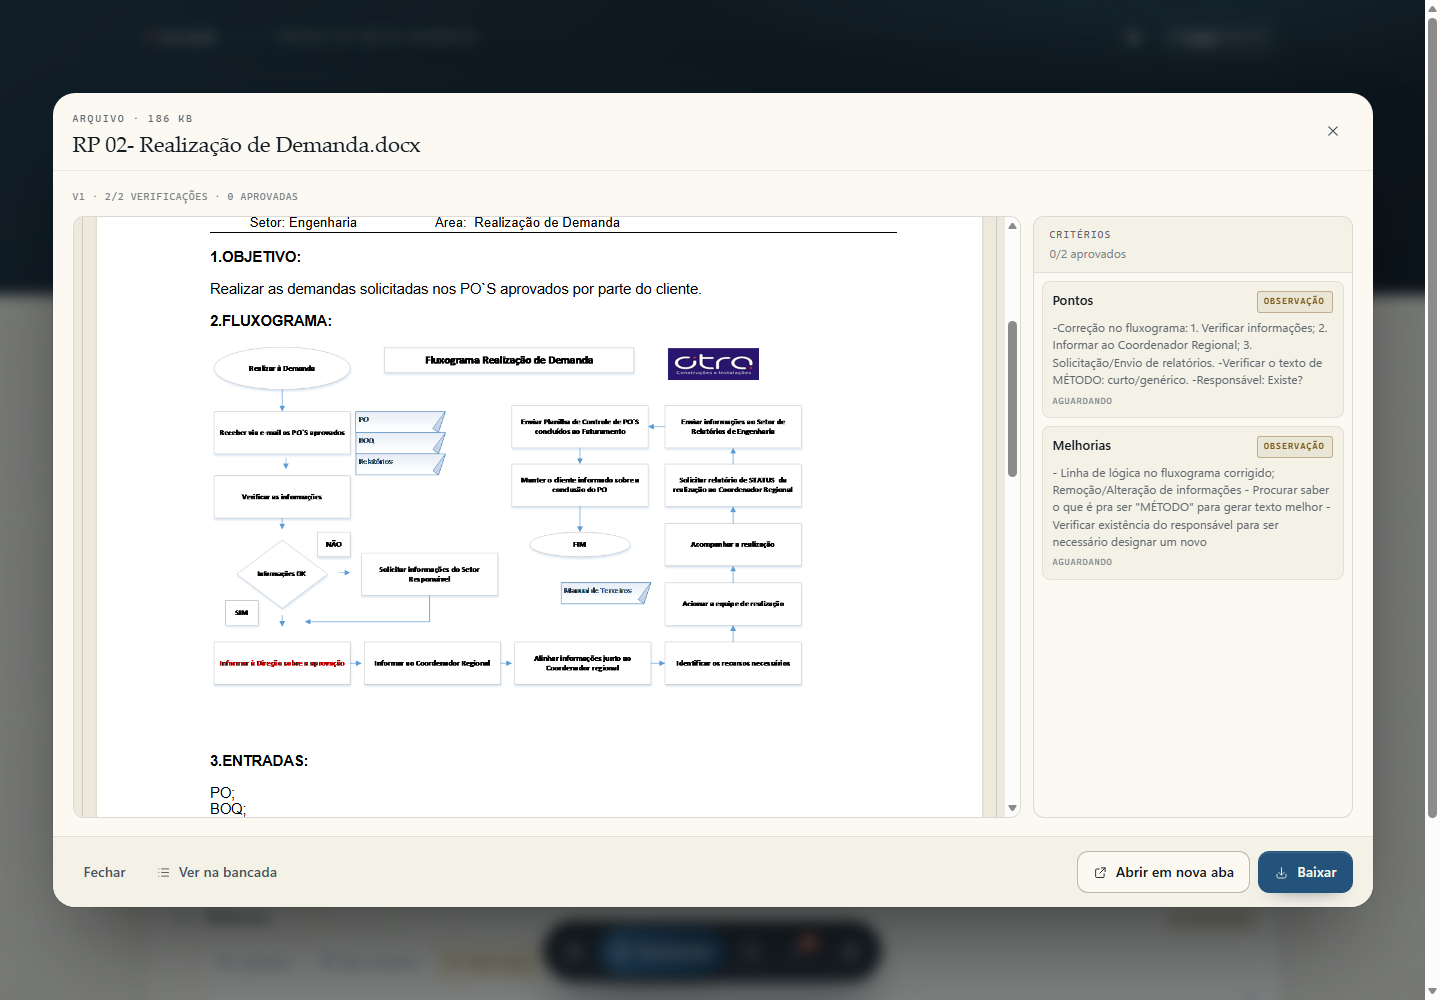 ARQUIVO · 186 KB
RP 02- Realização de Demanda.docx
V1 · 2/2 VERIFICAÇÕES · 0 APROVADAS
Setor: Engenharia Area: Realização de Demanda
1.OBJETIVO:
Realizar as demandas solicitadas nos PO`S aprovados por parte do cliente.
2.FLUXOGRAMA:
Realizar à Demanda
Fluxograma Realização de Demanda
citra
Construções e Instalações
Receber via e-mail os PO`S aprovados
PO
BOQ
Relatórios
Verificar as informações
NÃO
Informações OK
Solicitar informações do Setor
Responsável
SIM
Informar à Direção sobre a aprovação
Informar ao Coordenador Regional
Alinhar informações junto ao
Coordenador regional
Identificar os recursos necessários
Acionar a equipe de realização
Manual de Terceiros
Acompanhar a realização
Solicitar relatório de STATUS da
realização ao Coordenador Regional
Enviar informações ao Setor de
Relatórios de Engenharia
Enviar Planilha de Controle de PO`S
concluídos ao Faturamento
Manter o cliente informado sobre a
conclusão do PO
FIM
3.ENTRADAS:
PO;
BOQ;
CRITÉRIOS
0/2 aprovados
Pontos
OBSERVAÇÃO
-Correção no fluxograma: 1. Verificar informações; 2.
Informar ao Coordenador Regional; 3.
Solicitação/Envio de relatórios. -Verificar o texto de
MÉTODO: curto/genérico. -Responsável: Existe?
AGUARDANDO
Melhorias
OBSERVAÇÃO
- Linha de lógica no fluxograma corrigido;
Remoção/Alteração de informações - Procurar saber
o que é pra ser "MÉTODO" para gerar texto melhor -
Verificar existência do responsável para ser
necessário designar um novo
AGUARDANDO
Fechar
Ver na bancada
Abrir em nova aba
Baixar